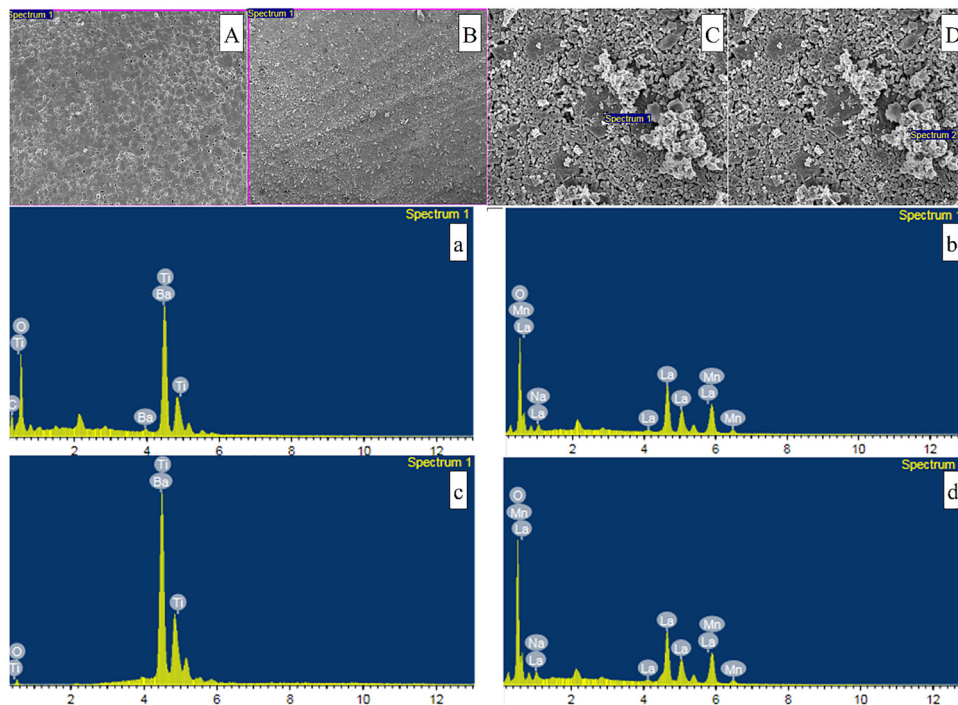 Spectrum 1
A
Spectrum 1
B
C
Spectrum 1
D
Spectrum 2
Spectrum 1
a
Ti
Ba
O
Ti
C
Ba
Ti
2 4 6 8 10 12
Spectrum 1
b
O
Mn
La
Na
La
La
La
La
Mn
La
Mn
2 4 6 8 10 12
Spectrum 1
c
Ti
Ba
Ti
O
Ti
2 4 6 8 10 12
Spectrum
d
O
Mn
La
Na
La
La
La
La
Mn
La
Mn
2 4 6 8 10 12